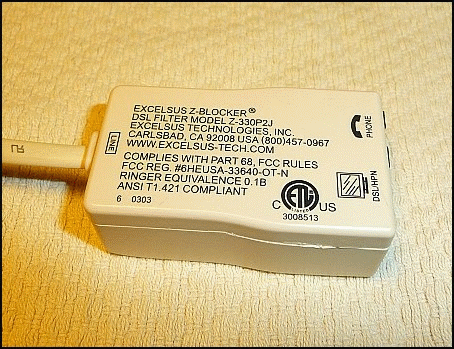 EXCELSUS Z-BLOCKER®
DSL FILTER MODEL Z-330P2J
EXCELSUS TECHNOLOGIES, INC.
CARLSBAD, CA 92008 USA (800)457-0967
WWW.EXCELSUS-TECH.COM
COMPLIES WITH PART 68, FCC RULES
FCC REG. #6HEUSA-33640-OT-N
RINGER EQUIVALENCE 0.1B
ANSI T1.421 COMPLIANT
6 0303
LINE
PHONE
DSL/HPN
C ETL US
LISTED
3008513